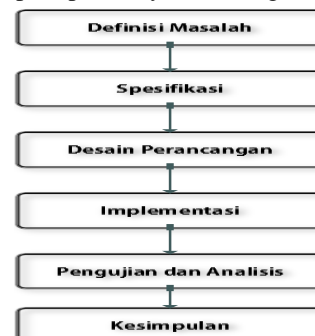 Definisi Masalah
Spesifikasi
Desain Perancangan
Implementasi
Pengujian dan Analisis
Kesimpulan